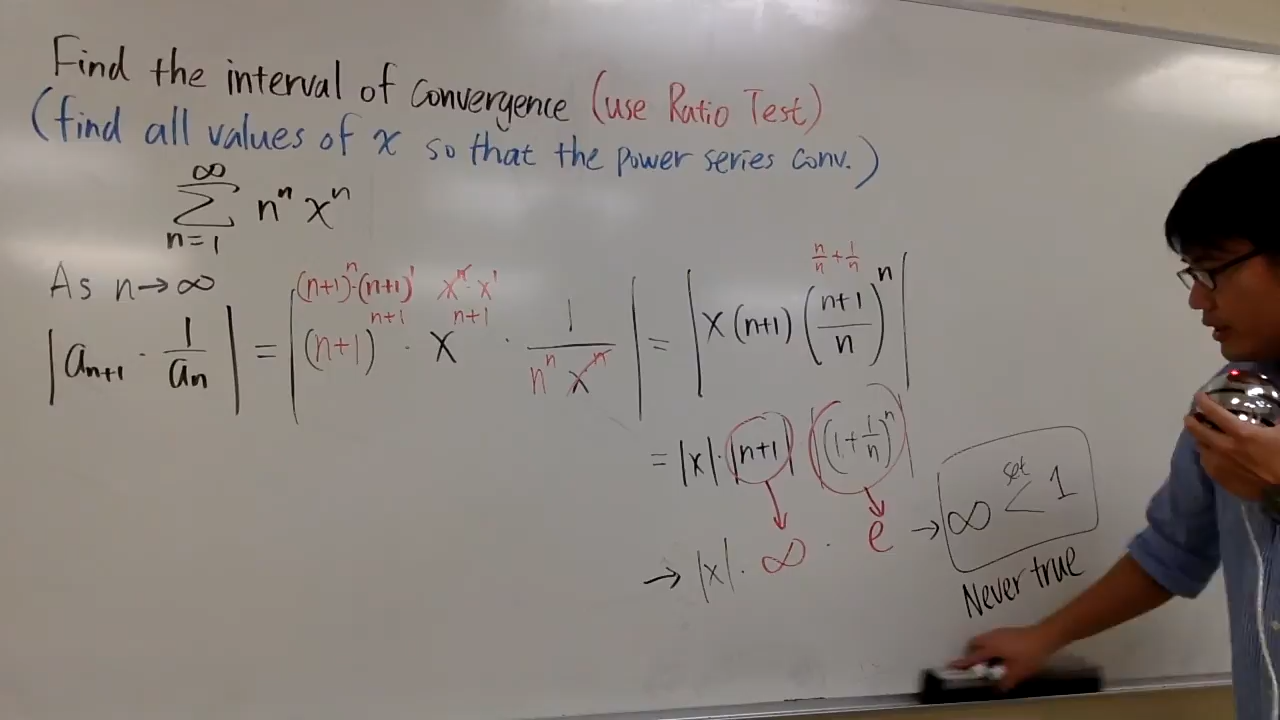 Find the interval of convergence (use Ratio Test)
(find all values of x so that the power series conv.)
∞
Σ nⁿ xⁿ
n=1
As n→∞
(n+1)ⁿ·(n+1)¹ xⁿ·x¹
n/n + 1/n
|aₙ₊₁ · 1/aₙ| = |(n+1)ⁿ⁺¹ · xⁿ⁺¹ · 1/(nⁿ xⁿ)| = |x(n+1)((n+1)/n)ⁿ|
= |x|·|n+1| |(1+1/n)ⁿ|
→ |x|· ∞ · e → ∞ set < 1
Never true